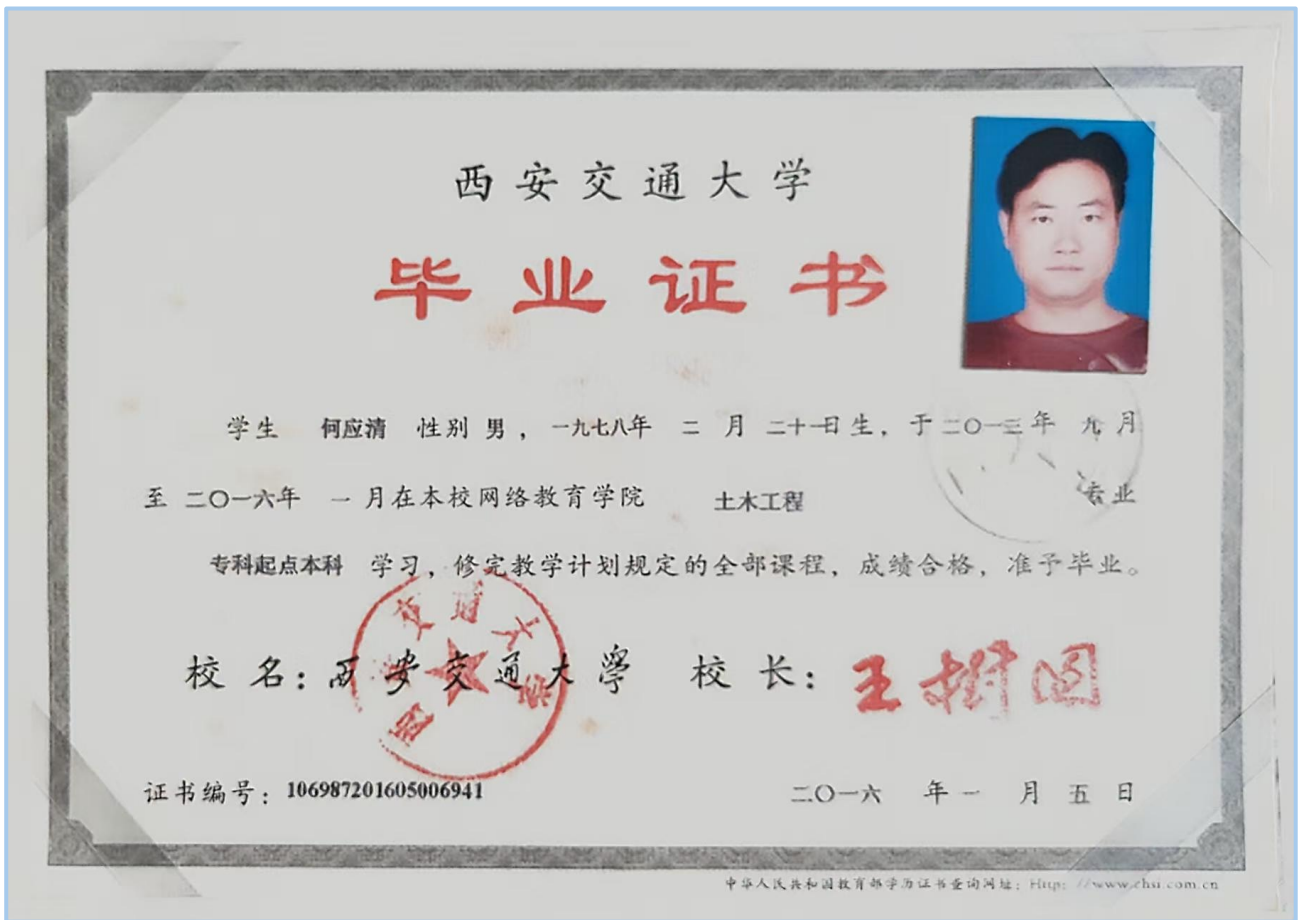 西安交通大学
毕业证书
学生 何应清 性别 男，一九七八年 二 月 二十一日生，于二〇一三年 九 月
至 二〇一六年 一 月在本校网络教育学院 土木工程 专业
专科起点本科 学习，修完教学计划规定的全部课程，成绩合格，准予毕业。
校 名：西安交通大學 校 长：王树国
西安交通大学
证书编号：106987201605006941 二〇一六 年 一 月 五 日
中华人民共和国教育部学历证书查询网址：Http: //www.chsi.com.cn